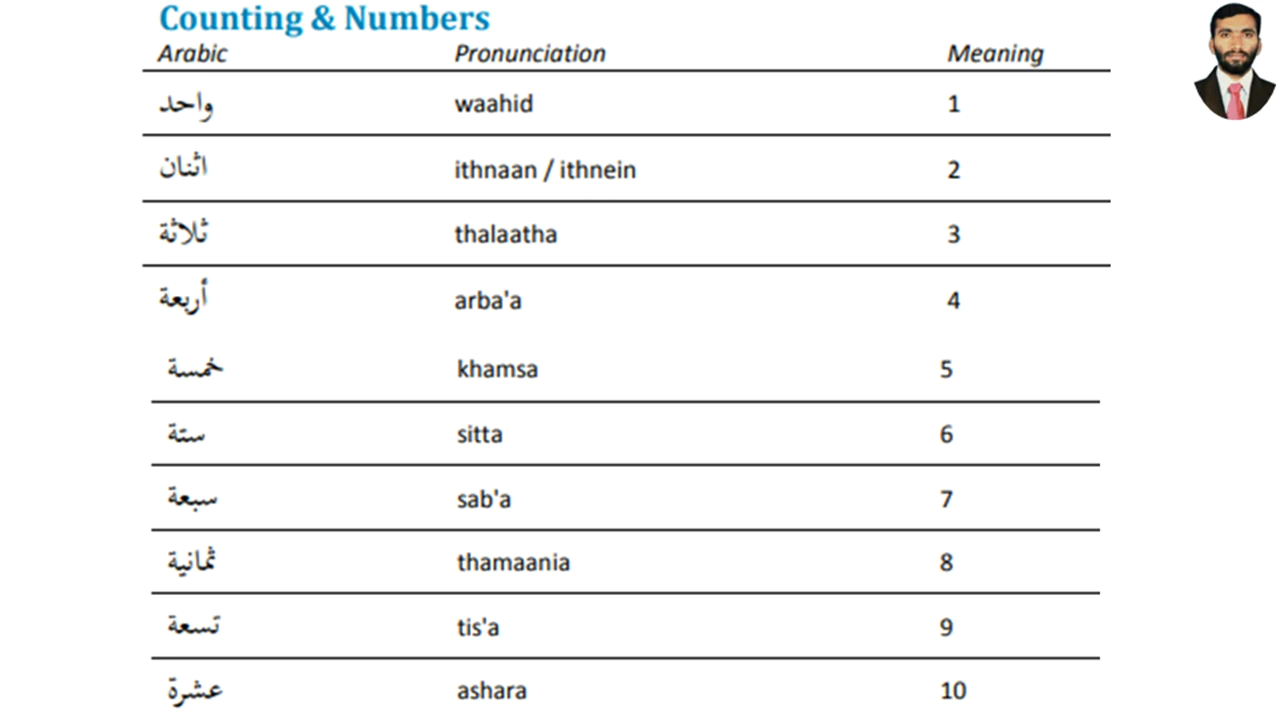 Counting & Numbers
Arabic Pronunciation Meaning
واحد waahid 1
اثنان ithnaan / ithnein 2
ثلاثة thalaatha 3
أربعة arba'a 4
خمسة khamsa 5
ستة sitta 6
سبعة sab'a 7
ثمانية thamaania 8
تسعة tis'a 9
عشرة ashara 10